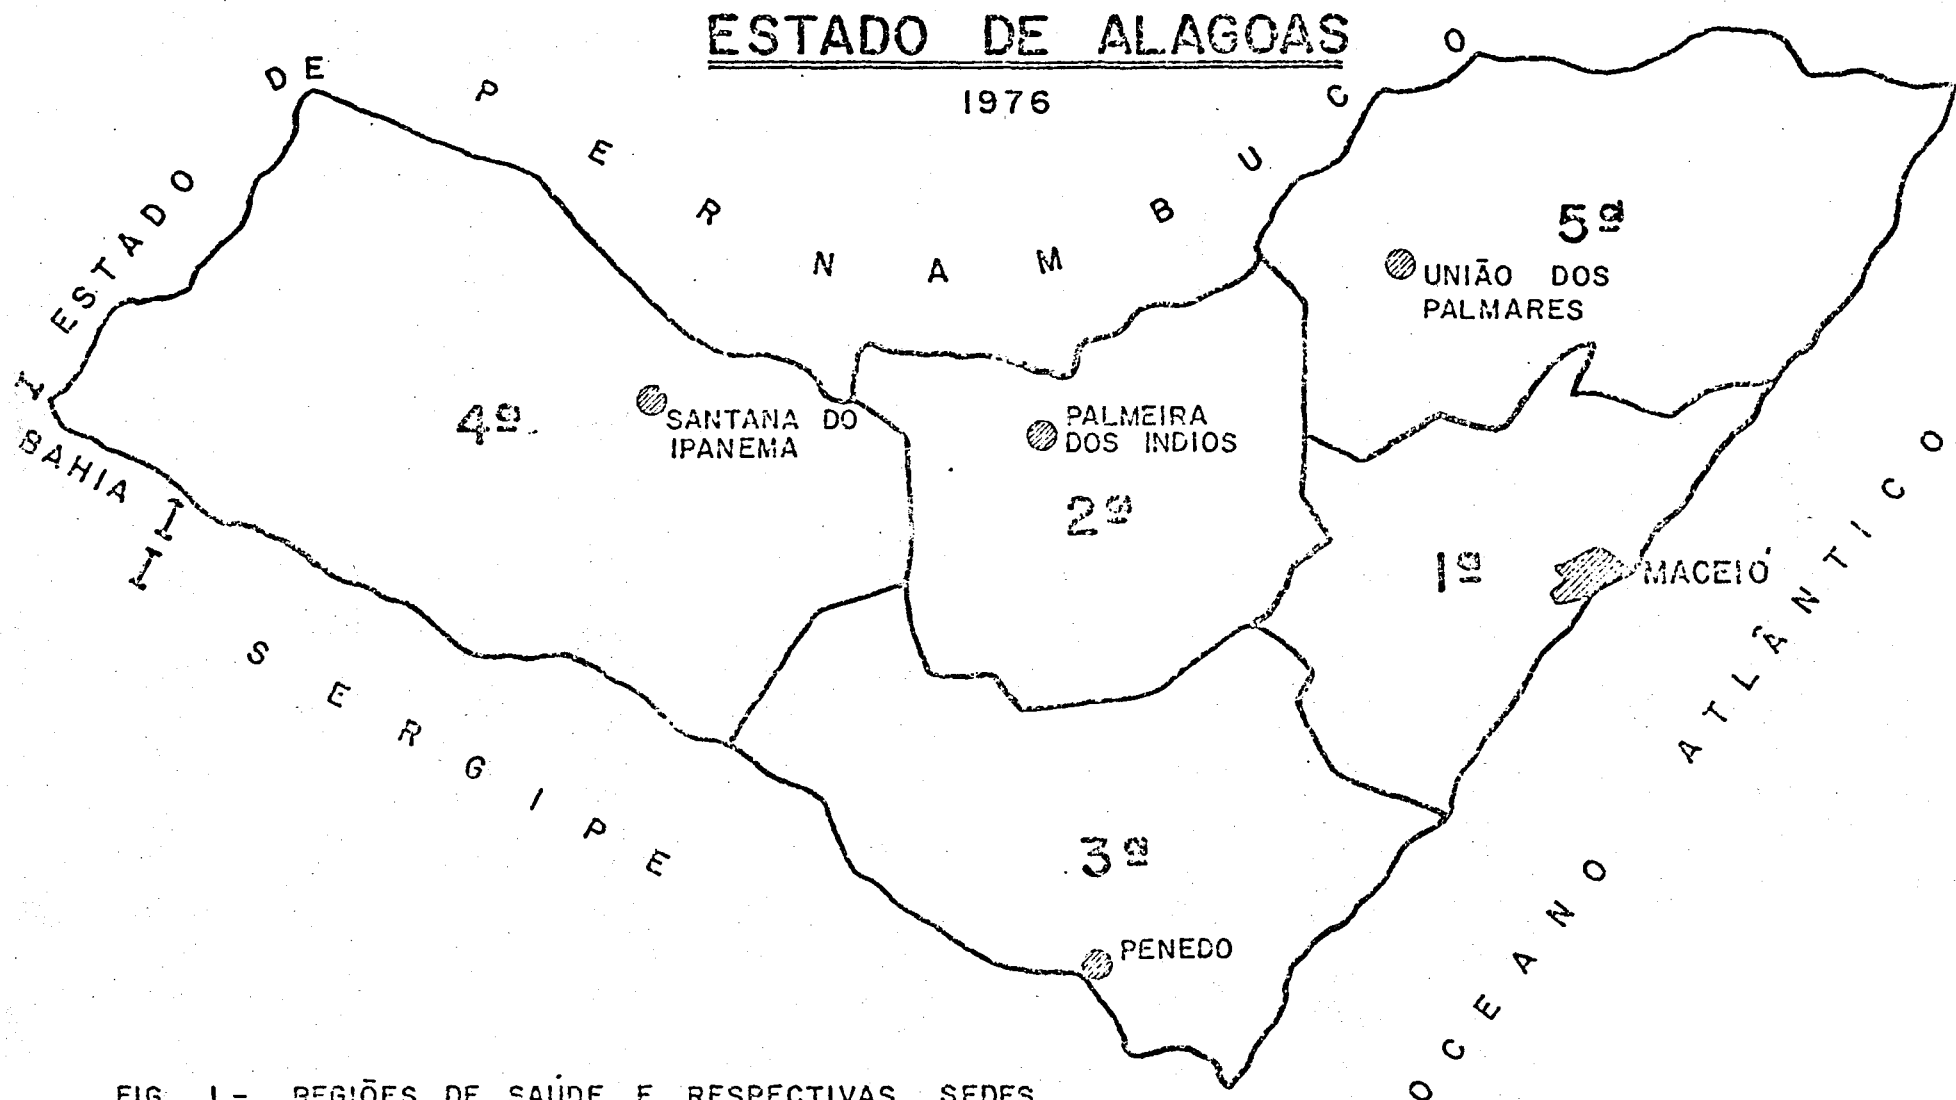 ESTADO DE ALAGOAS
1976
ESTADO DE PERNAMBUCO
5ª
UNIÃO DOS
PALMARES
4ª
SANTANA DO
IPANEMA
PALMEIRA
DOS INDIOS
2ª
BAHIA
1ª
MACEIÓ
SERGIPE
OCEANO ATLÂNTICO
3ª
PENEDO
FIG. 1 - REGIÕES DE SAÚDE E RESPECTIVAS SEDES